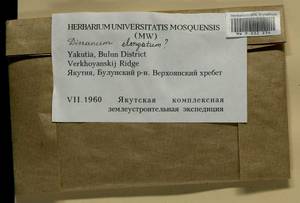 HERBARIUM UNIVERSITATIS MOSQUENSIS
(MW)
Dicranum elongatum?
Yakutia, Bulun District
Verkhoyanskij Ridge
Якутия, Булунский р-н. Верхоянский хребет
VII.1960 Якутская комплексная
землеустроительная экспедиция